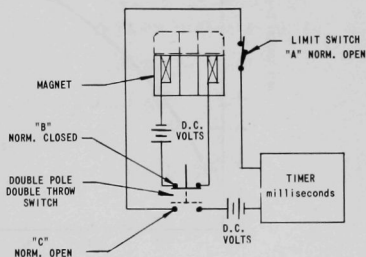 LIMIT SWITCH
"A" NORM. OPEN
MAGNET
"B"
NORM. CLOSED
D.C.
VOLTS
DOUBLE POLE
DOUBLE THROW
SWITCH
TIMER
milliseconds
"C"
NORM. OPEN
D.C.
VOLTS